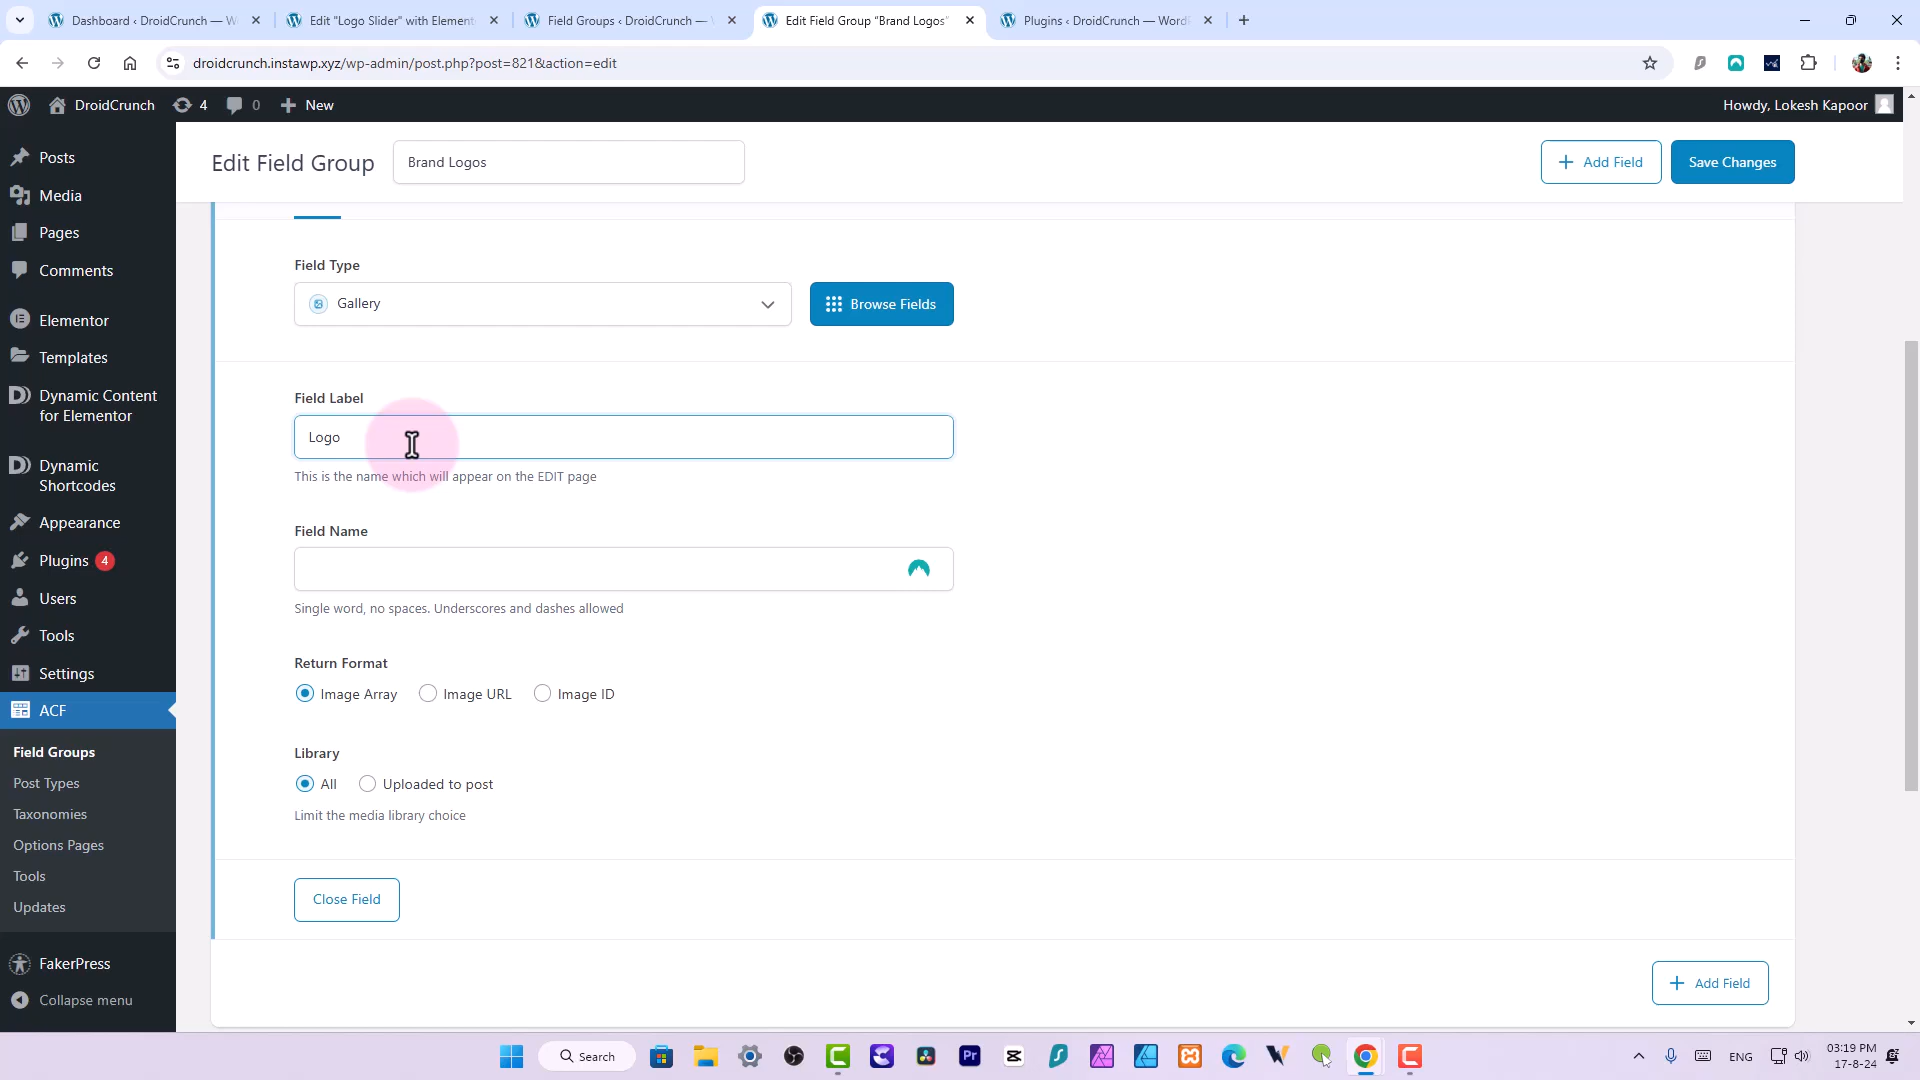 Dashboard ‹ DroidCrunch — W
Edit "Logo Slider" with Element
Field Groups ‹ DroidCrunch —
Edit Field Group "Brand Logos"
Plugins ‹ DroidCrunch — WordP
droidcrunch.instawp.xyz/wp-admin/post.php?post=821&action=edit
DroidCrunch
4
0
New
Howdy, Lokesh Kapoor
Posts
Media
Pages
Comments
Elementor
Templates
Dynamic Content
for Elementor
Dynamic
Shortcodes
Appearance
Plugins 4
Users
Tools
Settings
ACF
Field Groups
Post Types
Taxonomies
Options Pages
Tools
Updates
FakerPress
Collapse menu
Edit Field Group
Brand Logos
Add Field
Save Changes
Field Type
Gallery
Browse Fields
Field Label
Logo
This is the name which will appear on the EDIT page
Field Name
Single word, no spaces. Underscores and dashes allowed
Return Format
Image Array
Image URL
Image ID
Library
All
Uploaded to post
Limit the media library choice
Close Field
Add Field
Search
Pr
ENG
03:19 PM
17-8-24